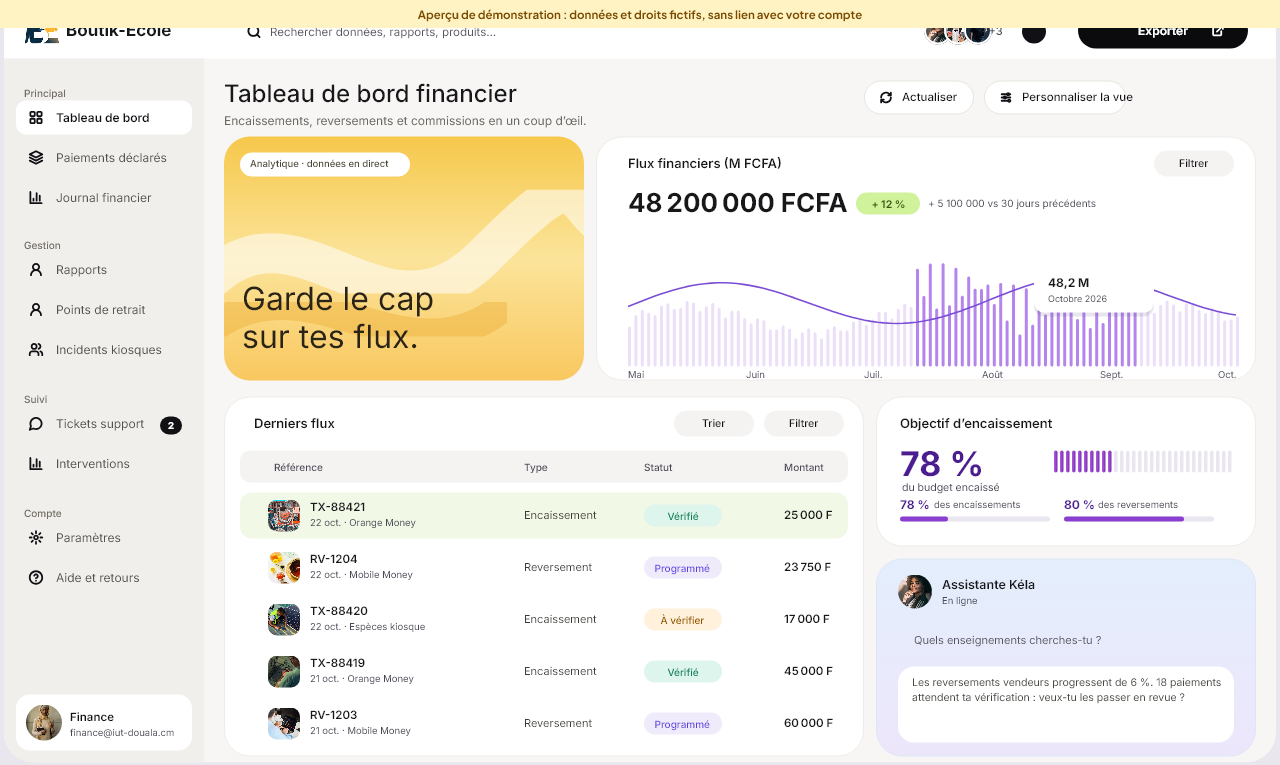 Aperçu de démonstration : données et droits fictifs, sans lien avec votre compte
Boutik-École
Rechercher données, rapports, produits...
+3
Exporter
Principal
Tableau de bord
Paiements déclarés
Journal financier
Gestion
Rapports
Points de retrait
Incidents kiosques
Suivi
Tickets support
2
Interventions
Compte
Paramètres
Aide et retours
Finance
finance@iut-douala.cm
Tableau de bord financier
Encaissements, reversements et commissions en un coup d’œil.
Actualiser
Personnaliser la vue
Analytique · données en direct
Garde le cap
sur tes flux.
Flux financiers (M FCFA)
Filtrer
48 200 000 FCFA
+ 12 %
+ 5 100 000 vs 30 jours précédents
48,2 M
Octobre 2026
Mai Juin Juil. Août Sept. Oct.
Derniers flux
Trier
Filtrer
Référence Type Statut Montant
TX-88421
22 oct. · Orange Money
Encaissement
Vérifié
25 000 F
RV-1204
22 oct. · Mobile Money
Reversement
Programmé
23 750 F
TX-88420
22 oct. · Espèces kiosque
Encaissement
À vérifier
17 000 F
TX-88419
21 oct. · Orange Money
Encaissement
Vérifié
45 000 F
RV-1203
21 oct. · Mobile Money
Reversement
Programmé
60 000 F
Objectif d’encaissement
78 %
du budget encaissé
78 % des encaissements
80 % des reversements
Assistante Kéla
En ligne
Quels enseignements cherches-tu ?
Les reversements vendeurs progressent de 6 %. 18 paiements
attendent ta vérification : veux-tu les passer en revue ?